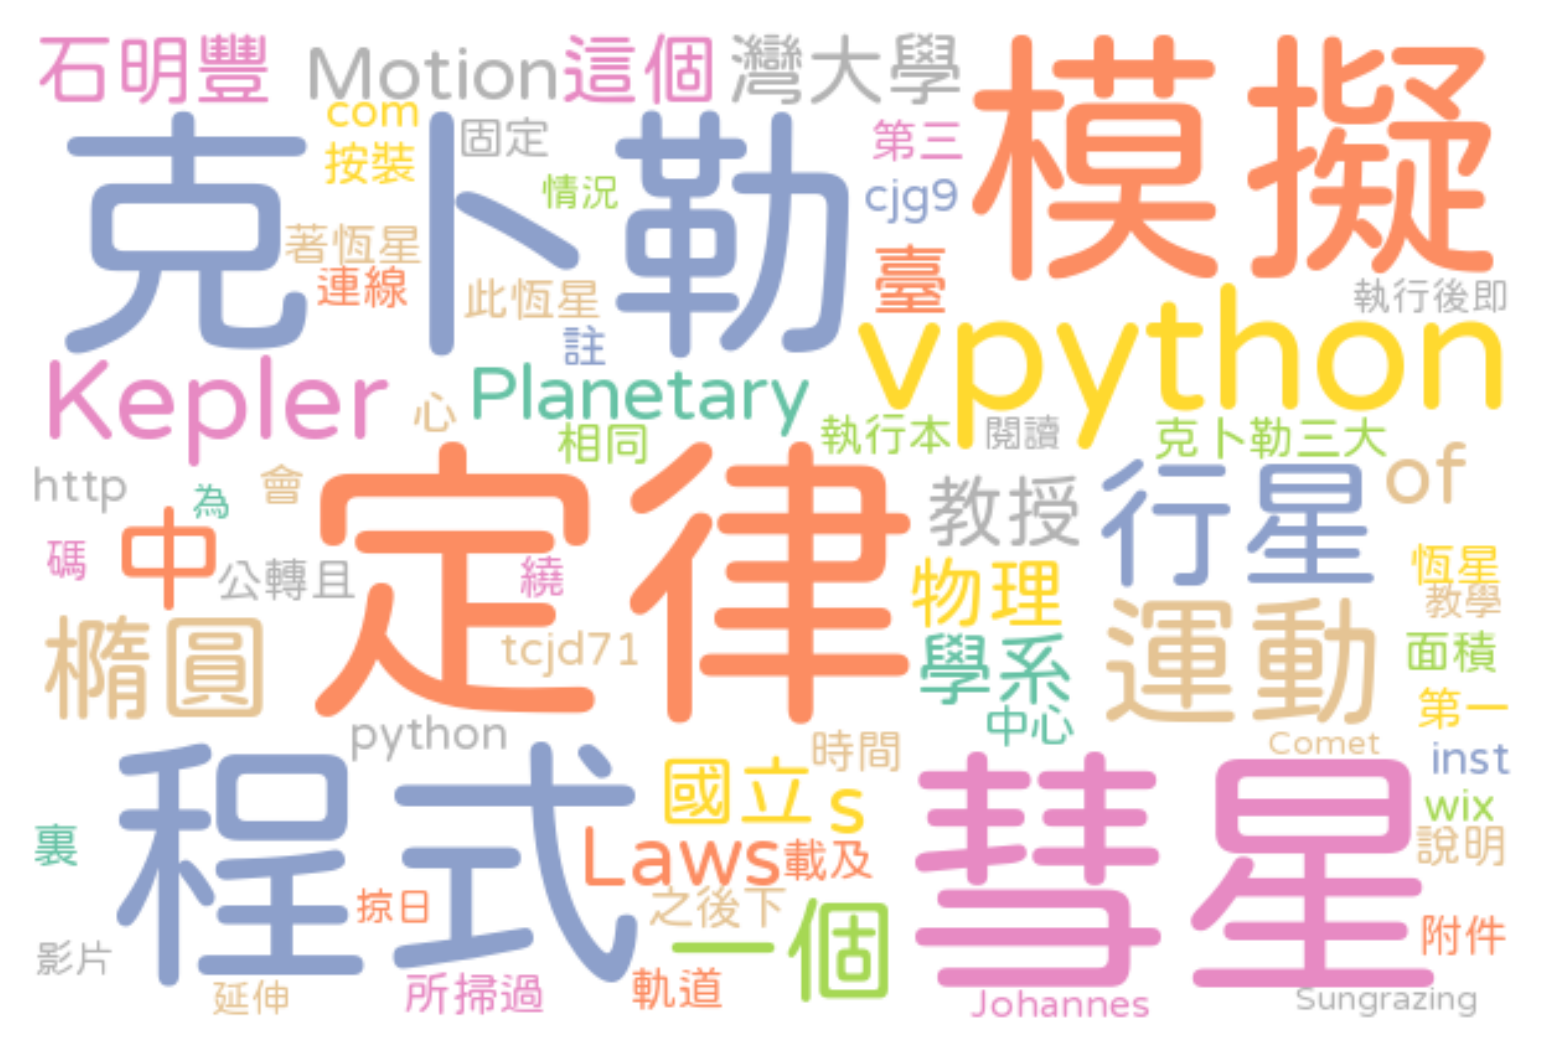 石明豐 Motion 這個 灣大學 模擬
com 固定 第三
克卜勒
按裝 情況 cjg9
著恆星 臺
連線 此恆星 執行後即
註 vpython
Kepler Planetary
心 相同 執行本 閱讀 克卜勒三大
http 會 定律 教授 行星 of
為
中 碼 公轉且 繞 物理 恆星
教學
橢圓 tcjd71 學系 運動 面積
python 中心 第一
時間 Comet
程式 國立 s 彗星 inst
wix
裏 Laws 載及 說明
掠日 之後下
影片 一個 附件
延伸 所掃過 軌道 Johannes Sungrazing